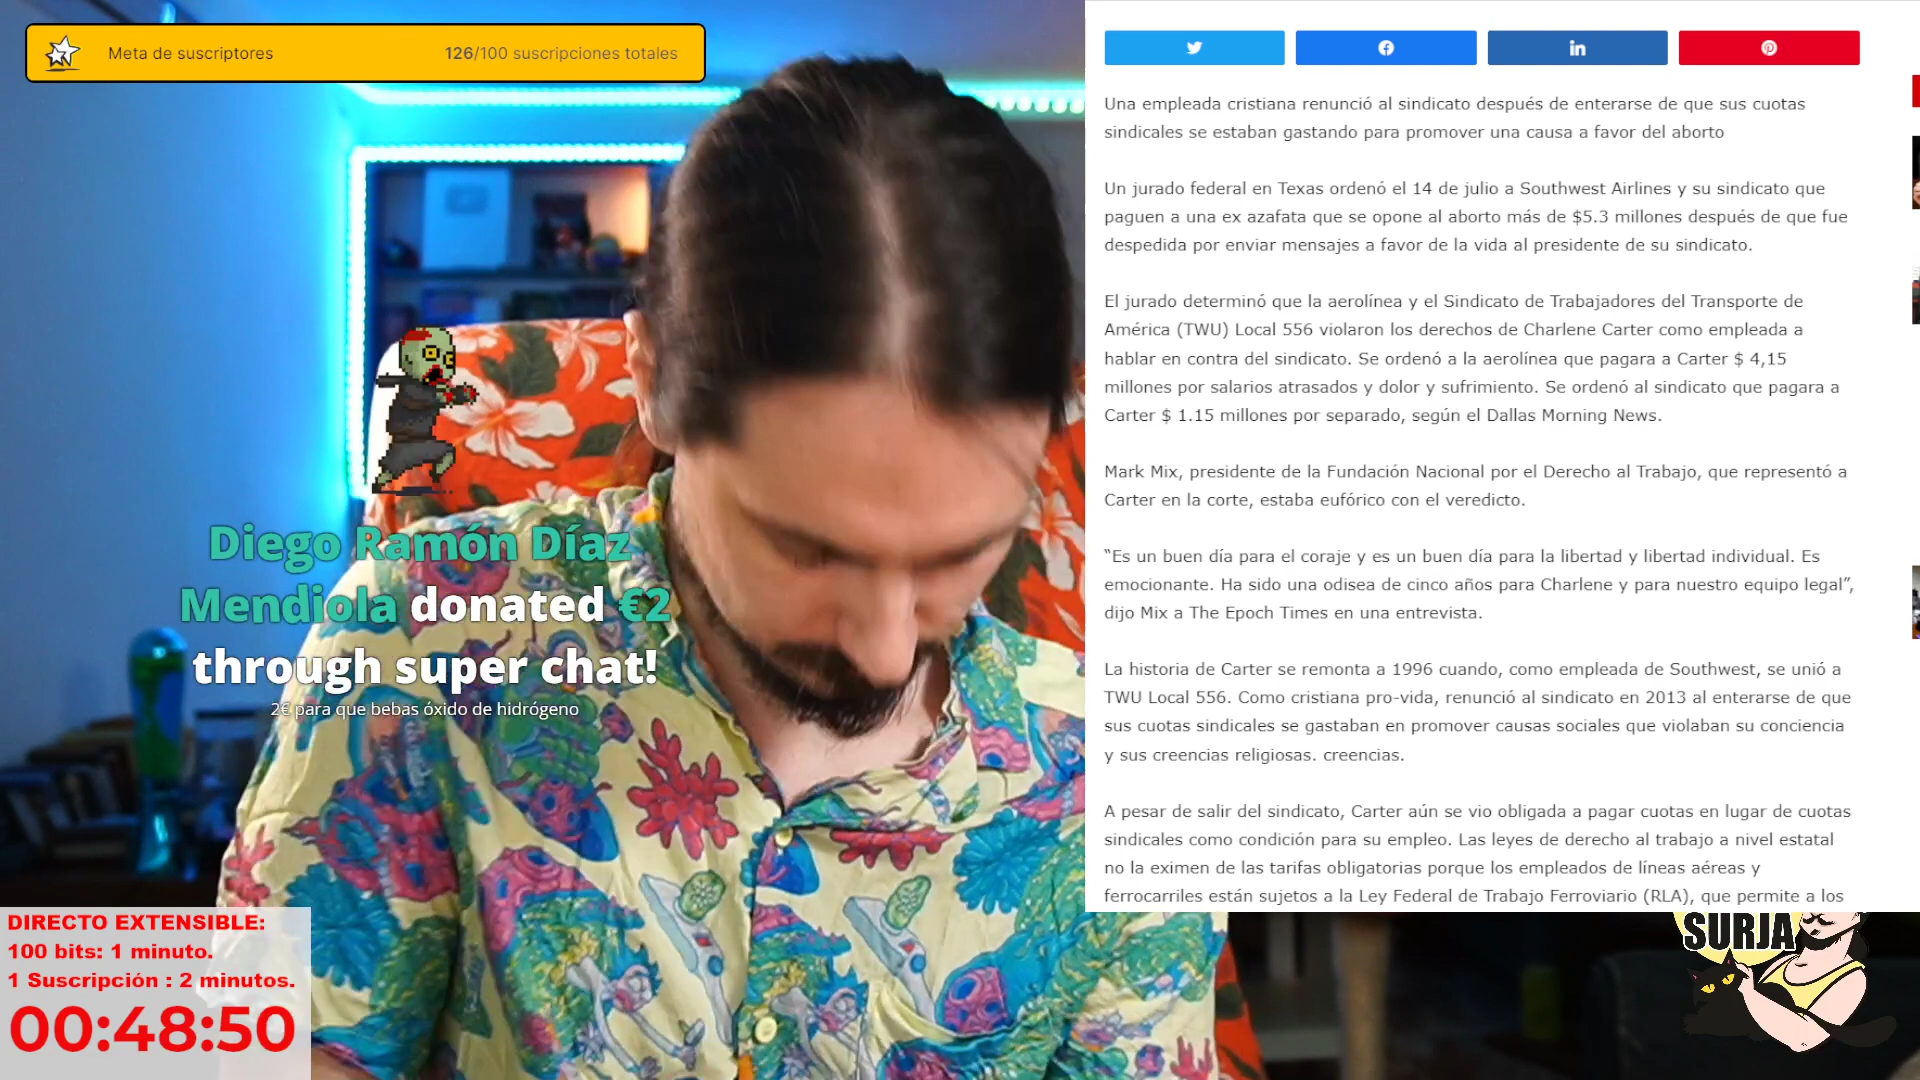 Meta de suscriptores
126/100 suscripciones totales
Diego Ramón Díaz
Mendiola donated €2
through super chat!
2€ para que bebas óxido de hidrógeno
DIRECTO EXTENSIBLE:
100 bits: 1 minuto.
1 Suscripción : 2 minutos.
00:48:50
Una empleada cristiana renunció al sindicato después de enterarse de que sus cuotas
sindicales se estaban gastando para promover una causa a favor del aborto
Un jurado federal en Texas ordenó el 14 de julio a Southwest Airlines y su sindicato que
paguen a una ex azafata que se opone al aborto más de $5.3 millones después de que fue
despedida por enviar mensajes a favor de la vida al presidente de su sindicato.
El jurado determinó que la aerolínea y el Sindicato de Trabajadores del Transporte de
América (TWU) Local 556 violaron los derechos de Charlene Carter como empleada a
hablar en contra del sindicato. Se ordenó a la aerolínea que pagara a Carter $ 4,15
millones por salarios atrasados y dolor y sufrimiento. Se ordenó al sindicato que pagara a
Carter $ 1.15 millones por separado, según el Dallas Morning News.
Mark Mix, presidente de la Fundación Nacional por el Derecho al Trabajo, que representó a
Carter en la corte, estaba eufórico con el veredicto.
“Es un buen día para el coraje y es un buen día para la libertad y libertad individual. Es
emocionante. Ha sido una odisea de cinco años para Charlene y para nuestro equipo legal”,
dijo Mix a The Epoch Times en una entrevista.
La historia de Carter se remonta a 1996 cuando, como empleada de Southwest, se unió a
TWU Local 556. Como cristiana pro-vida, renunció al sindicato en 2013 al enterarse de que
sus cuotas sindicales se gastaban en promover causas sociales que violaban su conciencia
y sus creencias religiosas. creencias.
A pesar de salir del sindicato, Carter aún se vio obligada a pagar cuotas en lugar de cuotas
sindicales como condición para su empleo. Las leyes de derecho al trabajo a nivel estatal
no la eximen de las tarifas obligatorias porque los empleados de líneas aéreas y
ferrocarriles están sujetos a la Ley Federal de Trabajo Ferroviario (RLA), que permite a los
SURJA